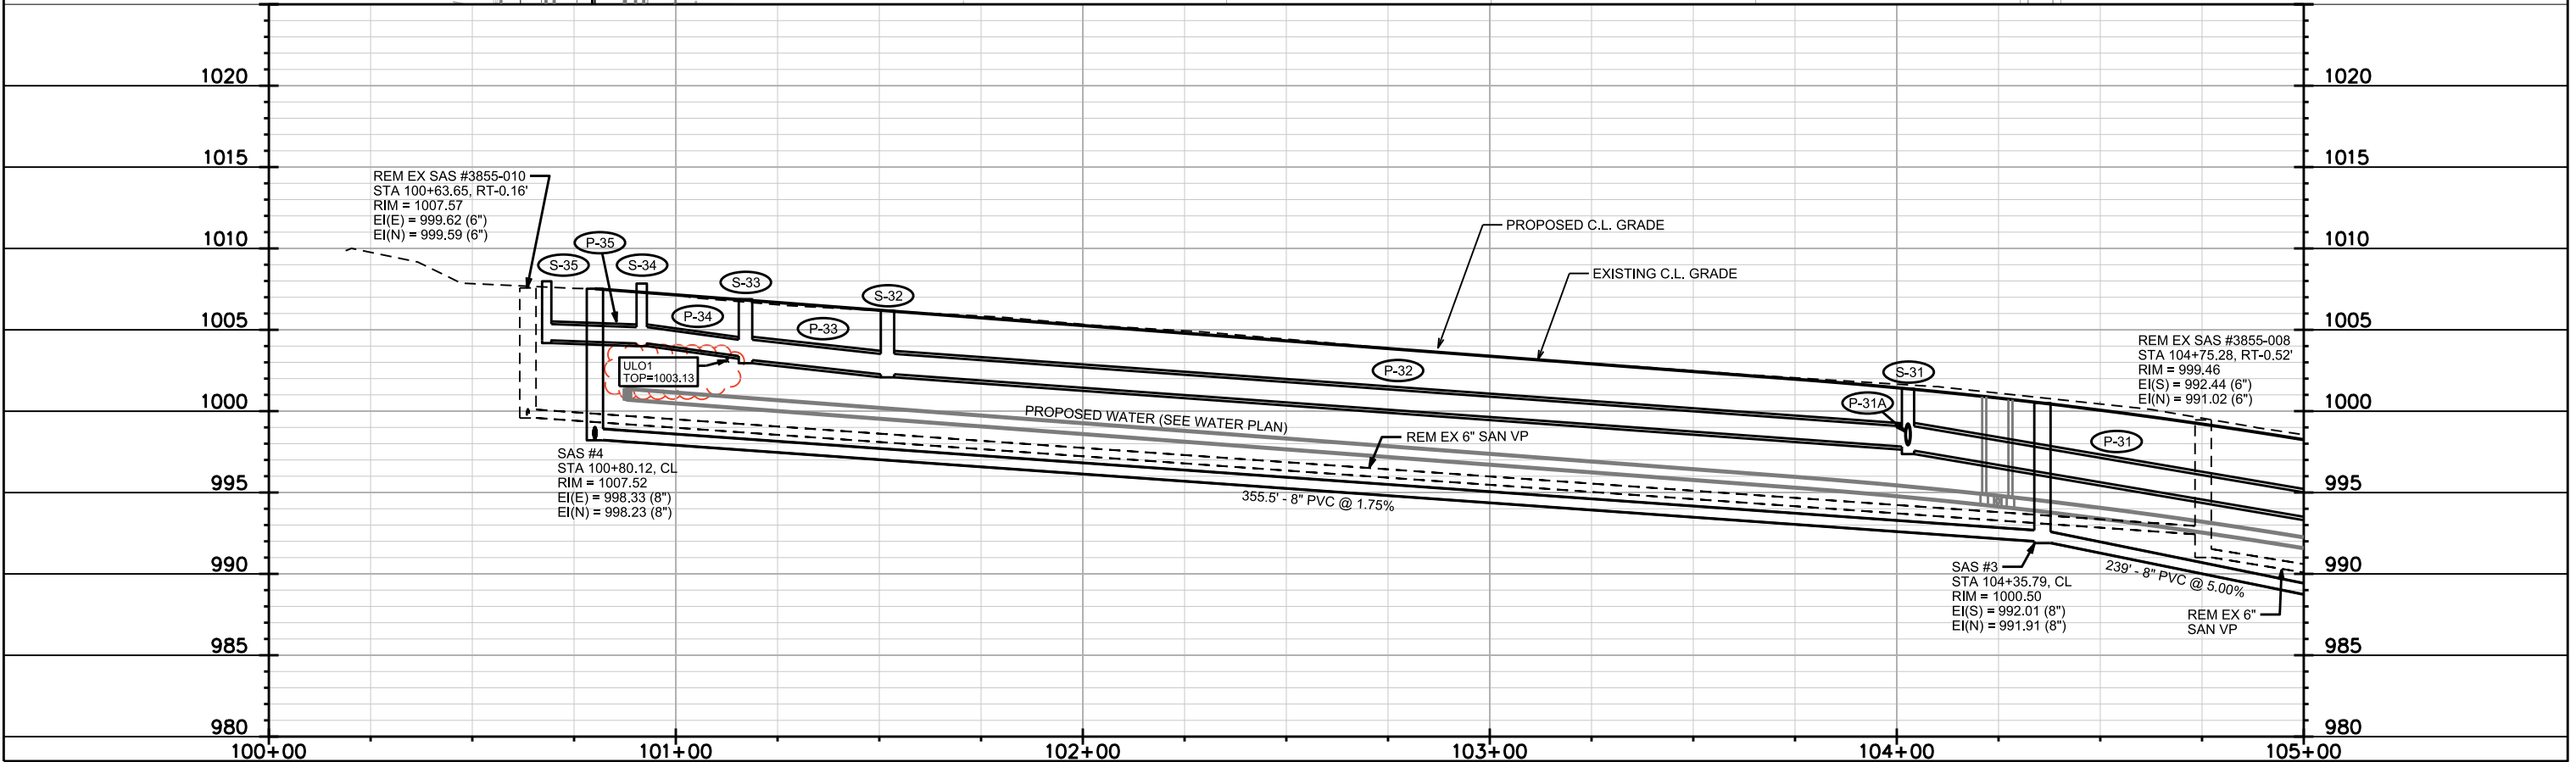 1020
1020
1015
1015
REM EX SAS #3855-010
STA 100+63.65, RT-0.16'
RIM = 1007.57
EI(E) = 999.62 (6")
EI(N) = 999.59 (6")
PROPOSED C.L. GRADE
1010
1010
P-35
S-35
S-34
EXISTING C.L. GRADE
S-33
S-32
P-34
P-33
1005
1005
REM EX SAS #3855-008
STA 104+75.28, RT-0.52'
RIM = 999.46
EI(S) = 992.44 (6")
EI(N) = 991.02 (6")
ULO1
TOP=1003.13
P-32
S-31
P-31A
1000
1000
PROPOSED WATER (SEE WATER PLAN)
REM EX 6" SAN VP
P-31
SAS #4
STA 100+80.12, CL
RIM = 1007.52
EI(E) = 998.33 (8")
EI(N) = 998.23 (8")
995
995
355.5' - 8" PVC @ 1.75%
990
990
SAS #3
STA 104+35.79, CL
RIM = 1000.50
EI(S) = 992.01 (8")
EI(N) = 991.91 (8")
239' - 8" PVC @ 5.00%
REM EX 6"
SAN VP
985
985
980
980
100+00
101+00
102+00
103+00
104+00
105+00